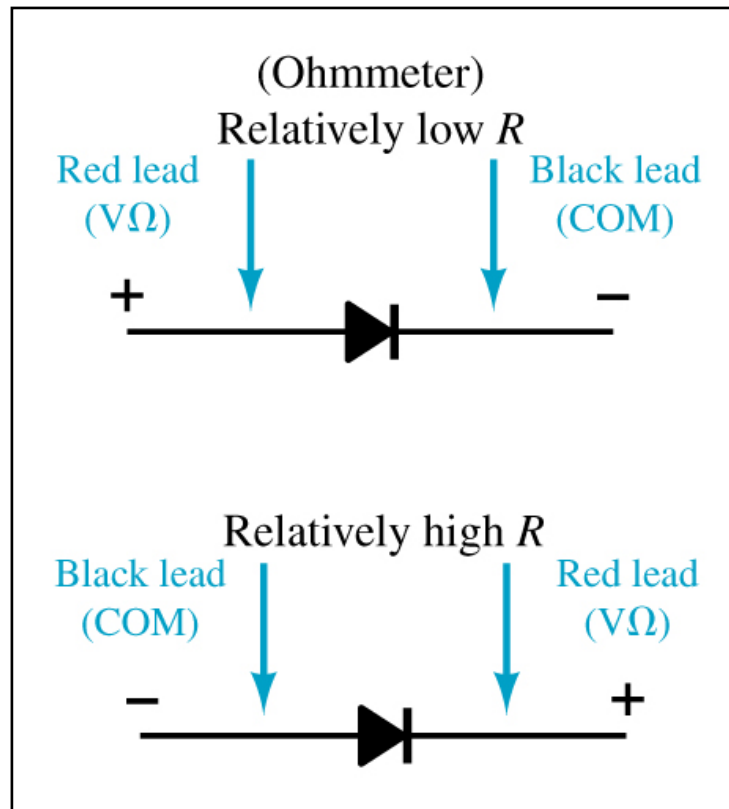 (Ohmmeter)
Relatively low R
Red lead
(VΩ)
Black lead
(COM)
+
−
Relatively high R
Black lead
(COM)
Red lead
(VΩ)
−
+